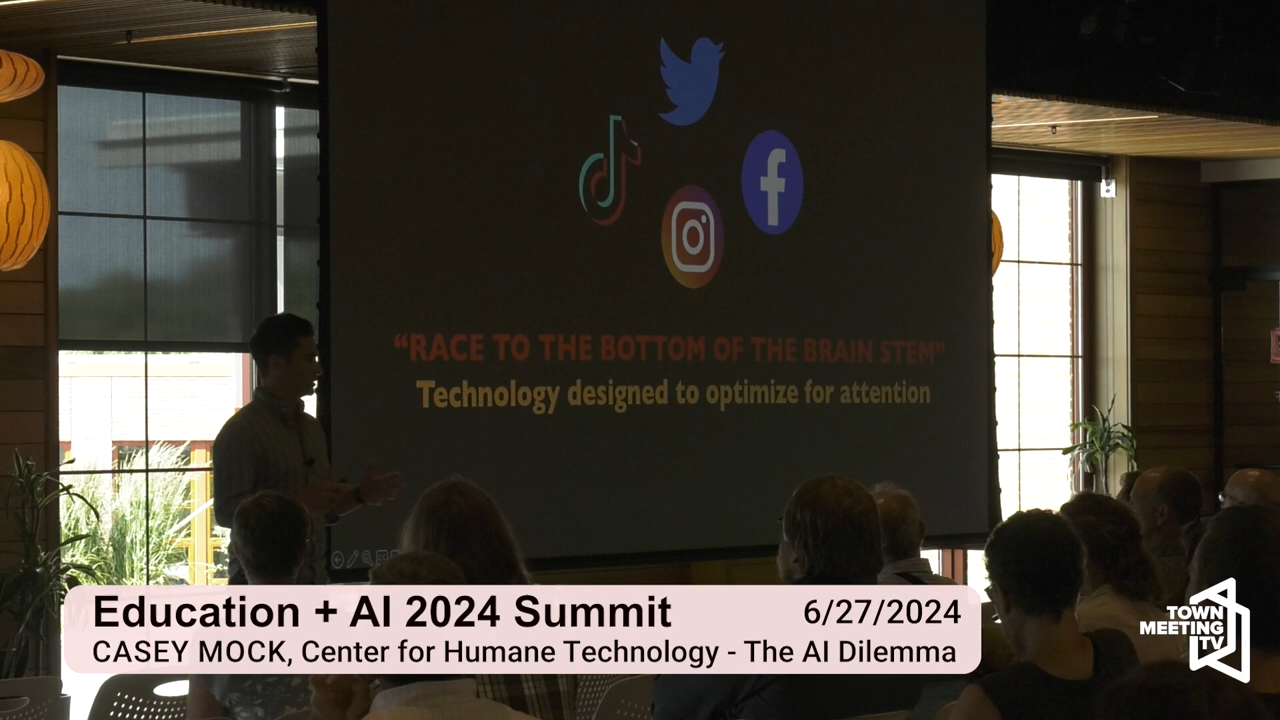 “RACE TO THE BOTTOM OF THE BRAIN STEM”
Technology designed to optimize for attention
Education + AI 2024 Summit
6/27/2024
CASEY MOCK, Center for Humane Technology - The AI Dilemma
TOWN
MEETING
TV